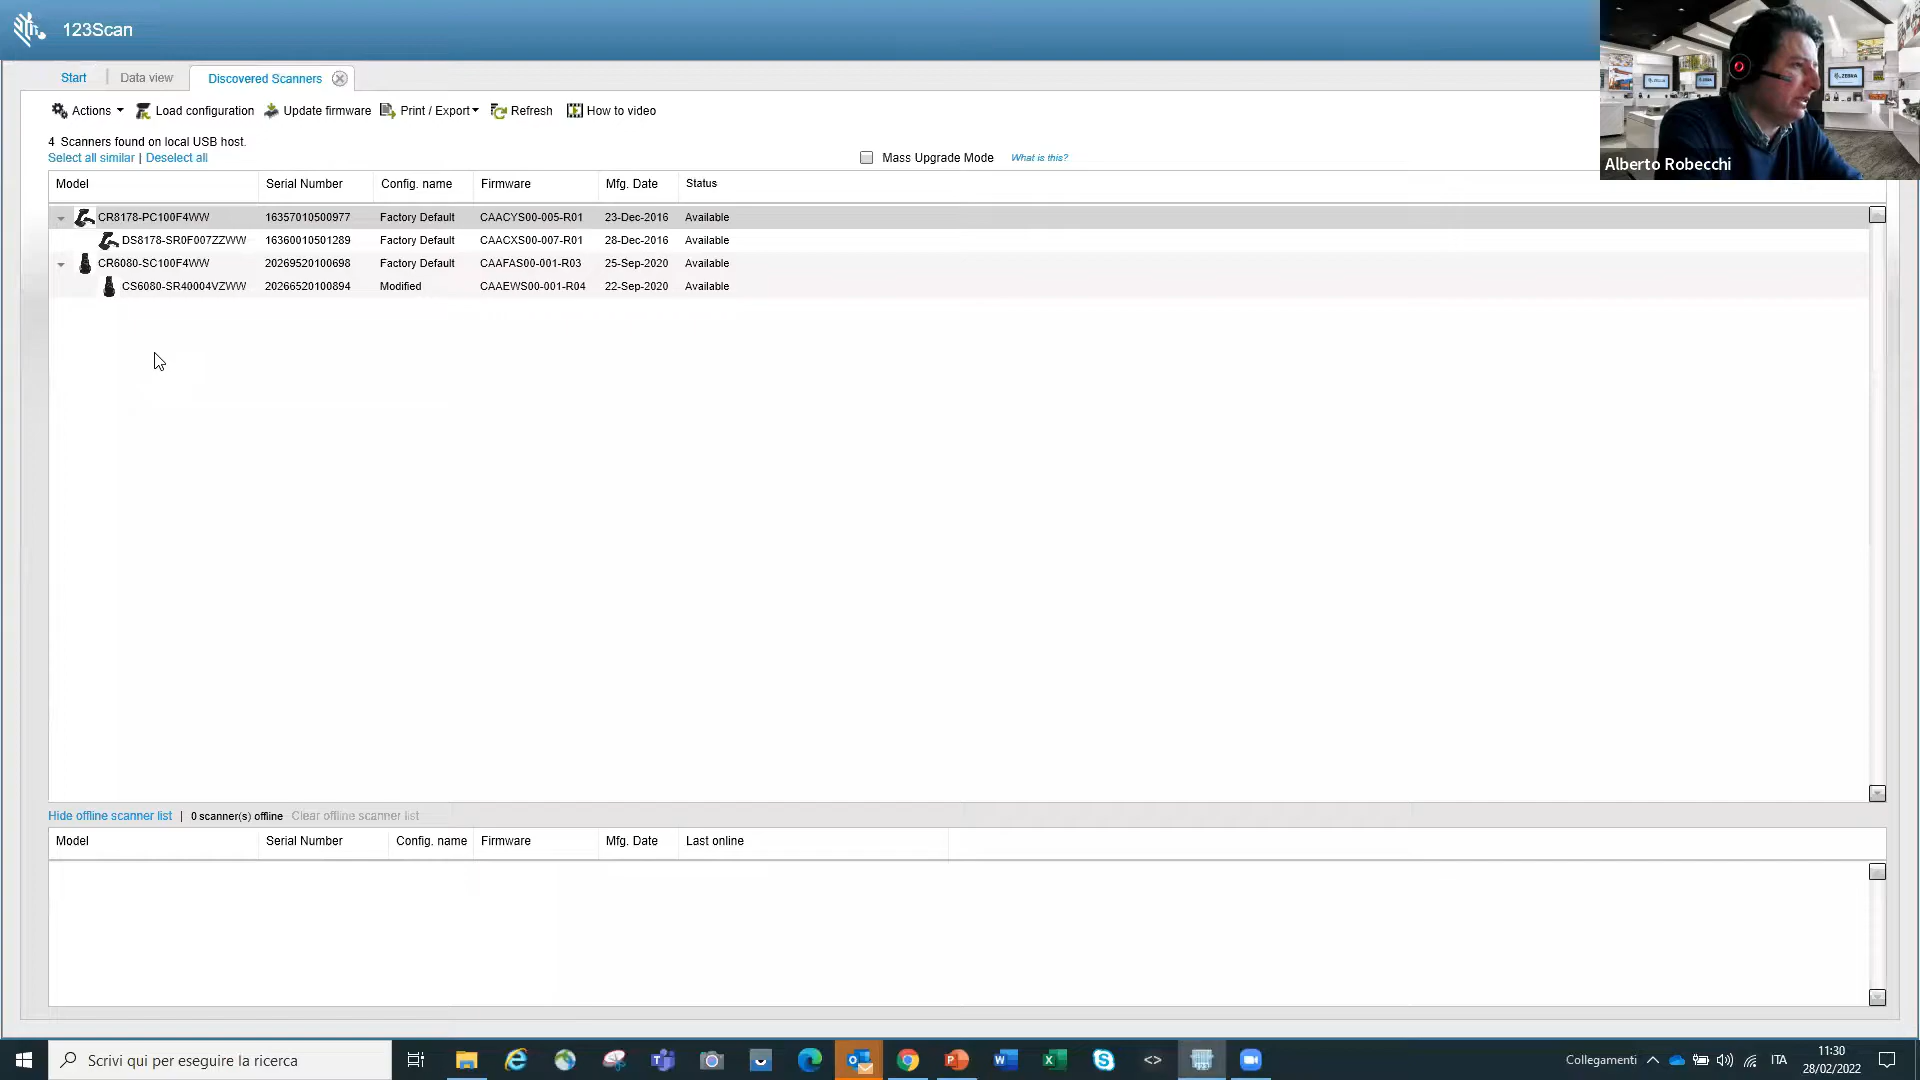 123Scan
Start | Data view Discovered Scanners
Actions Load configuration Update firmware Print / Export Refresh How to video
4 Scanners found on local USB host.
Select all similar | Deselect all
Mass Upgrade Mode What is this?
Alberto Robecchi
Model Serial Number Config. name Firmware Mfg. Date Status
CR8178-PC100F4WW 16357010500977 Factory Default CAACYS00-005-R01 23-Dec-2016 Available
DS8178-SR0F007ZZWW 16360010501289 Factory Default CAACXS00-007-R01 28-Dec-2016 Available
CR6080-SC100F4WW 20269520100698 Factory Default CAAFAS00-001-R03 25-Sep-2020 Available
CS6080-SR40004VZWW 20266520100894 Modified CAAEWS00-001-R04 22-Sep-2020 Available
Hide offline scanner list | 0 scanner(s) offline Clear offline scanner list
Model Serial Number Config. name Firmware Mfg. Date Last online
Scrivi qui per eseguire la ricerca
Collegamenti ITA
11:30
28/02/2022